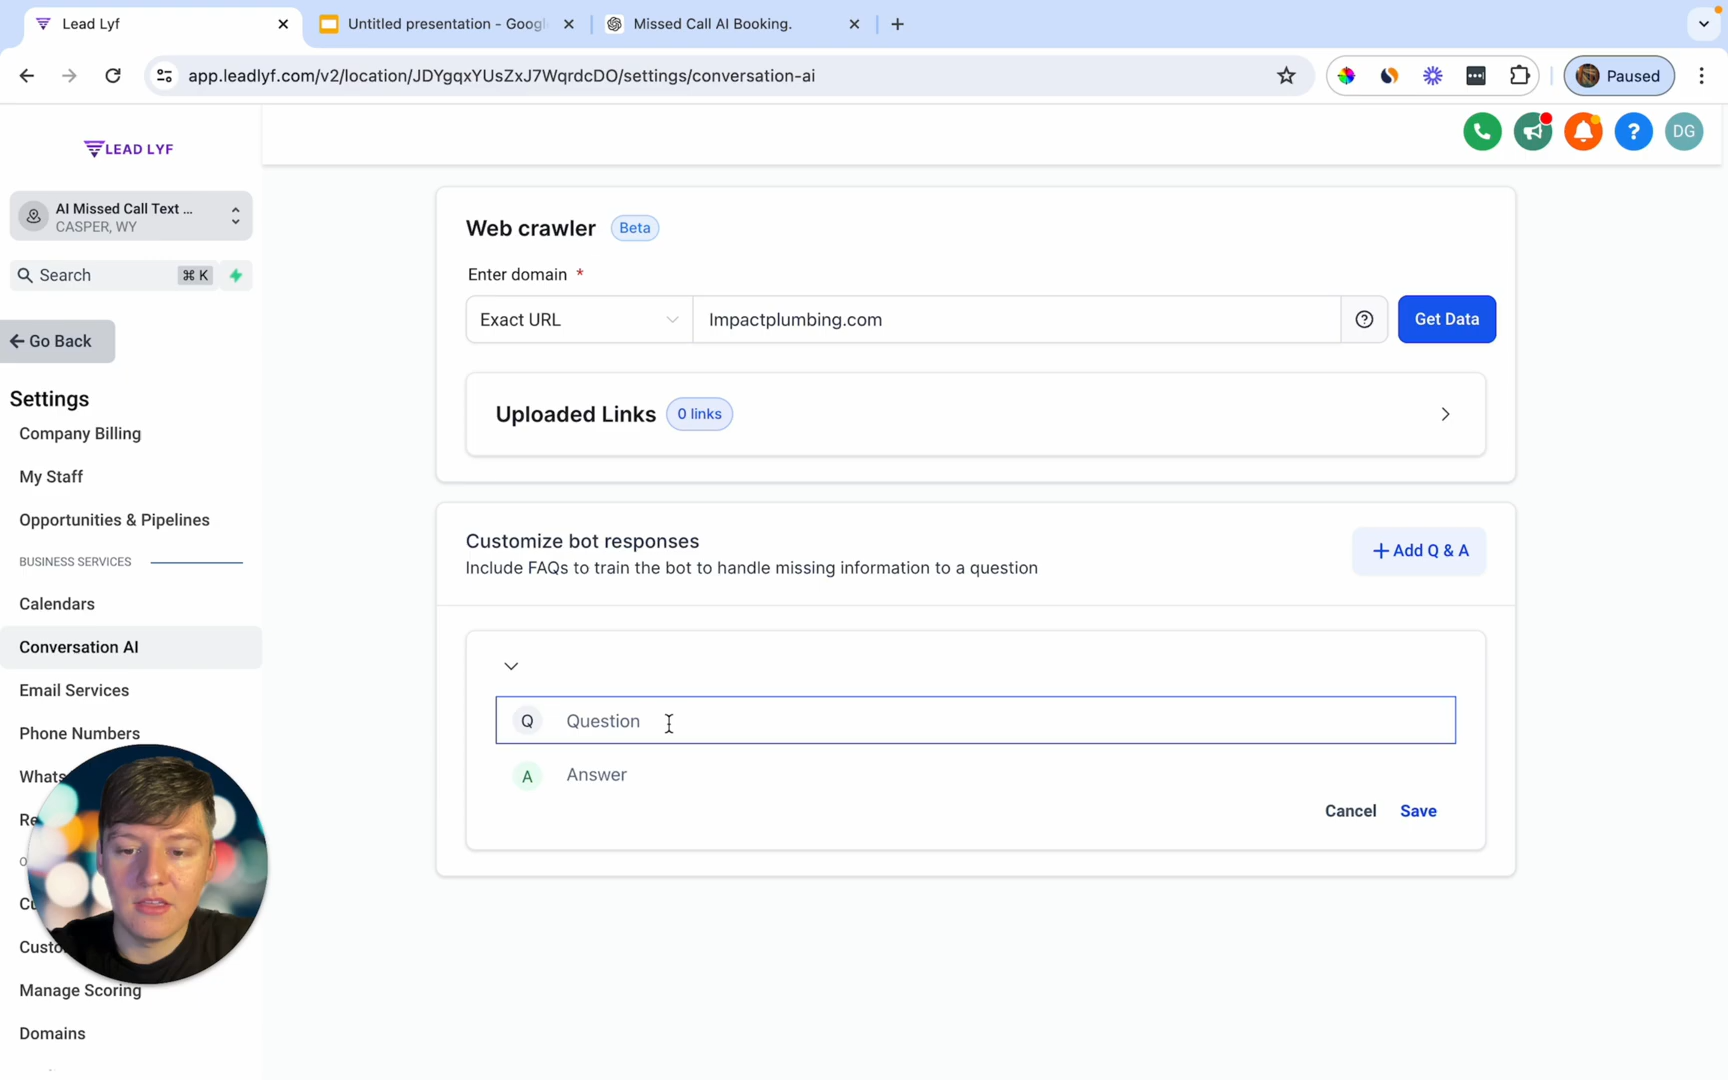 Lead Lyf
Untitled presentation - Googl
Missed Call AI Booking.
app.leadlyf.com/v2/location/JDYgqxYUsZxJ7WqrdcDO/settings/conversation-ai
Paused
LEAD LYF
DG
AI Missed Call Text ...
CASPER, WY
Search
⌘ K
Go Back
Settings
Company Billing
My Staff
Opportunities & Pipelines
BUSINESS SERVICES
Calendars
Conversation AI
Email Services
Phone Numbers
Whats
Re
O
Cu
Custo
Manage Scoring
Domains
Web crawler
Beta
Enter domain *
Exact URL
Impactplumbing.com
Get Data
Uploaded Links
0 links
Customize bot responses
Include FAQs to train the bot to handle missing information to a question
+ Add Q & A
Q Question
A Answer
Cancel
Save